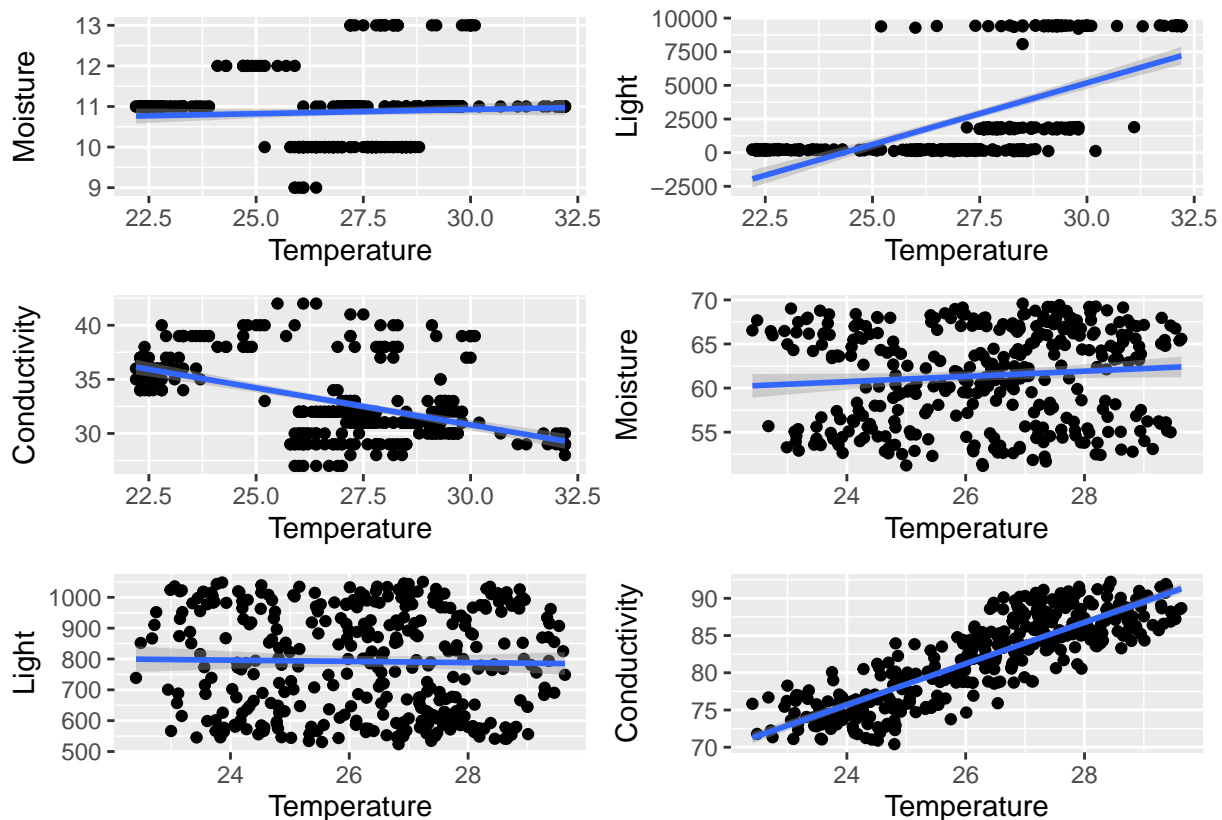 Moisture
13
12
11
10
9
22.5 25.0 27.5 30.0 32.5
Temperature
Light
10000
7500
5000
2500
0
−2500
22.5 25.0 27.5 30.0 32.5
Temperature
Conductivity
40
35
30
22.5 25.0 27.5 30.0 32.5
Temperature
Moisture
70
65
60
55
24 26 28
Temperature
Light
1000
900
800
700
600
500
24 26 28
Temperature
Conductivity
90
85
80
75
70
24 26 28
Temperature